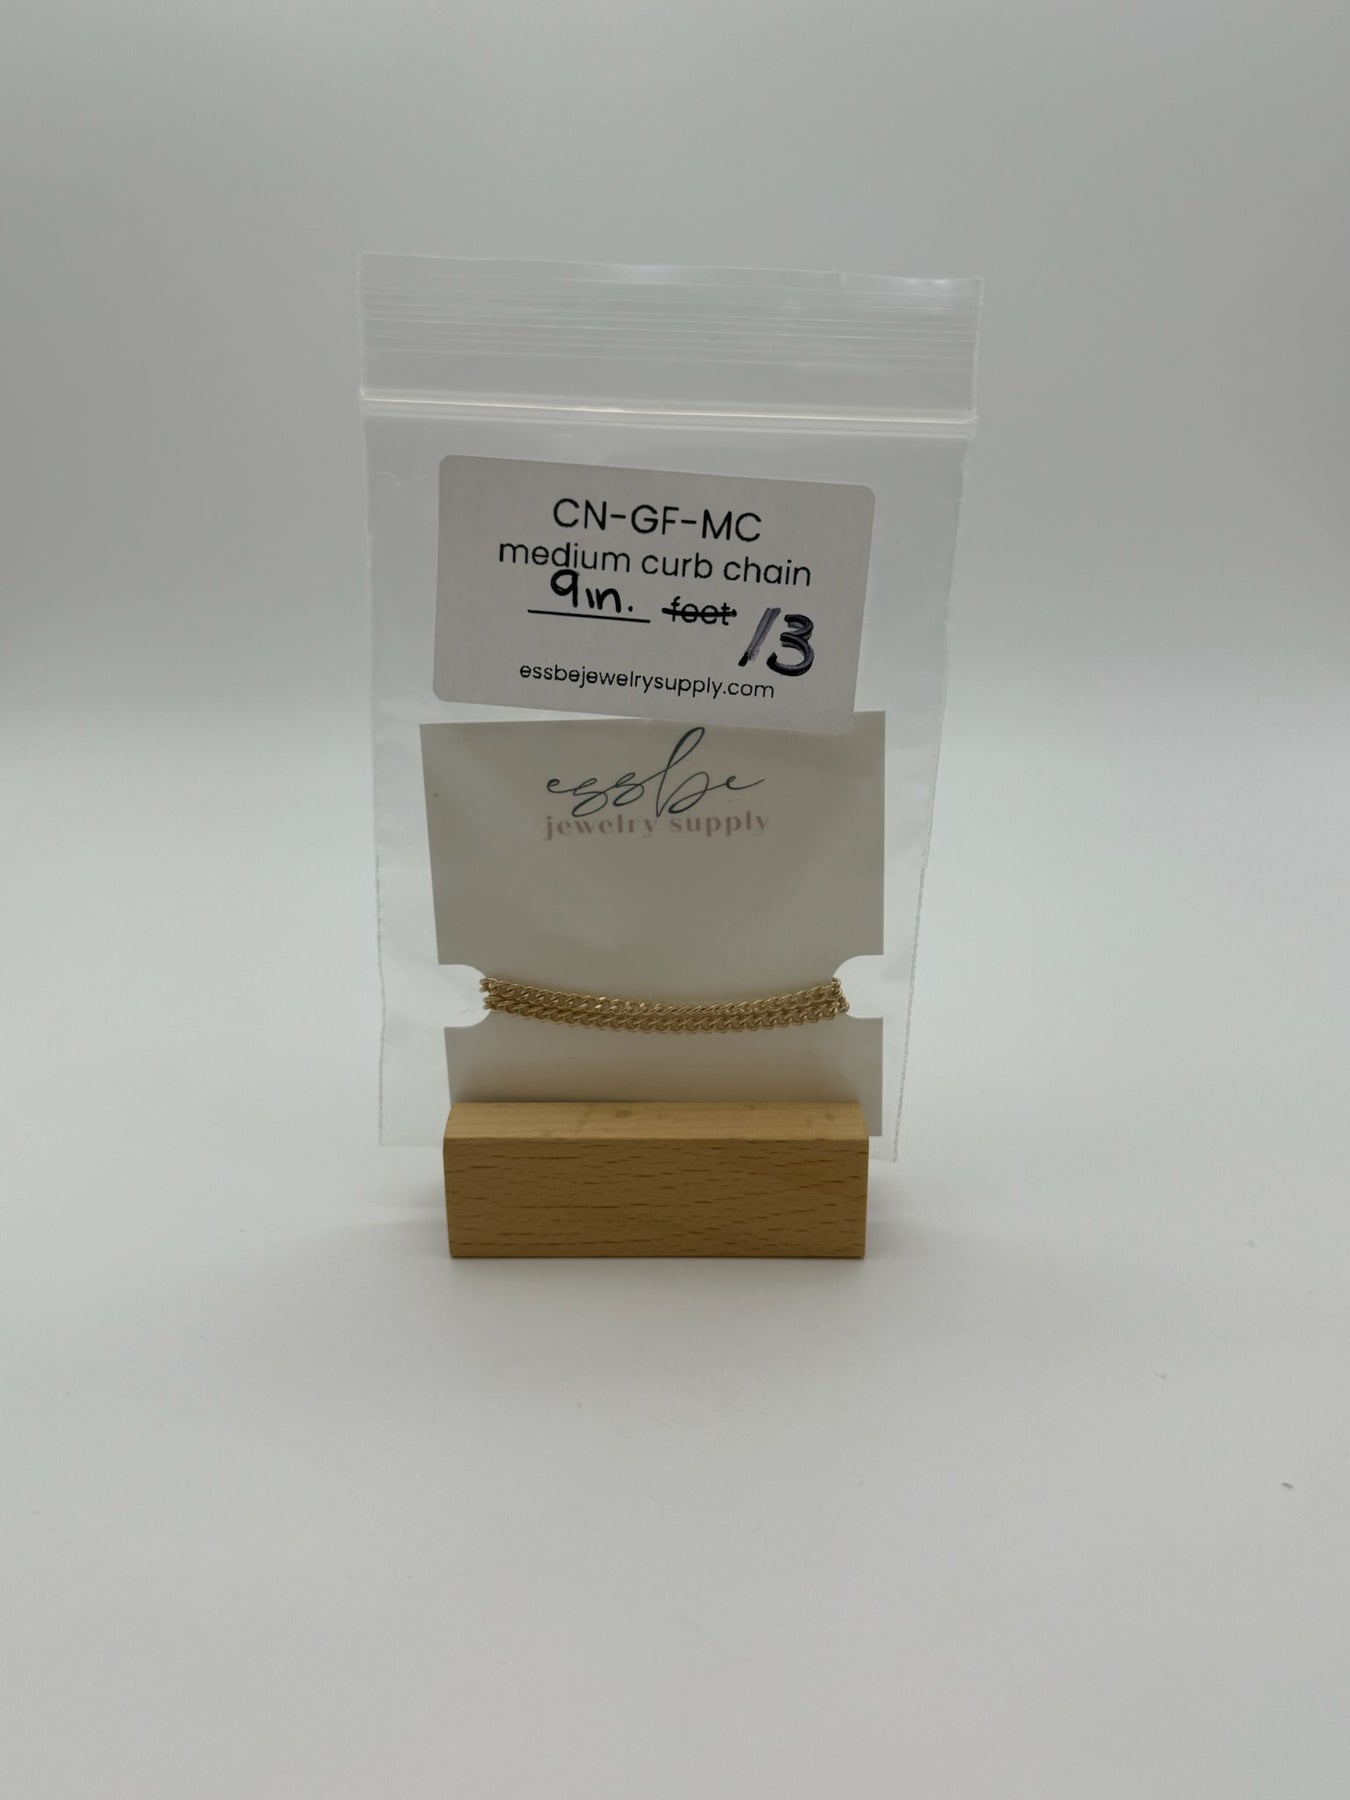 CN-GF-MC
medium curb chain
9in. feet /3
essbejewelrysupply.com
essbe
jewelry supply